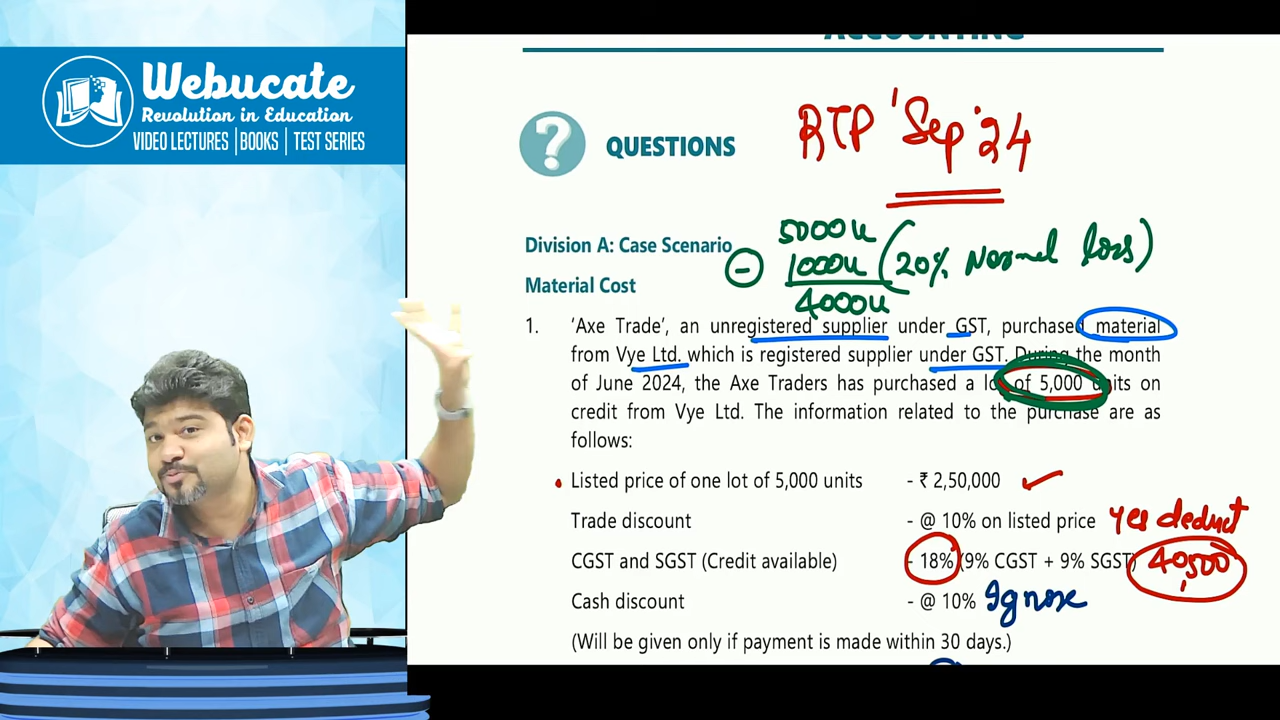 Webucate
Revolution in Education
VIDEO LECTURES | BOOKS | TEST SERIES
ACCOUNTING
QUESTIONS
RTP 'Sep '24
Division A: Case Scenario
5000u
- 1000u (20% Normal loss)
4000u
Material Cost
1. 'Axe Trade', an unregistered supplier under GST, purchased material
from Vye Ltd. which is registered supplier under GST. During the month
of June 2024, the Axe Traders has purchased a lot of 5,000 units on
credit from Vye Ltd. The information related to the purchase are as
follows:
Listed price of one lot of 5,000 units - ₹ 2,50,000
Trade discount - @ 10% on listed price yes deduct
CGST and SGST (Credit available) - 18% (9% CGST + 9% SGST) 40,500
Cash discount - @ 10% Ignore
(Will be given only if payment is made within 30 days.)